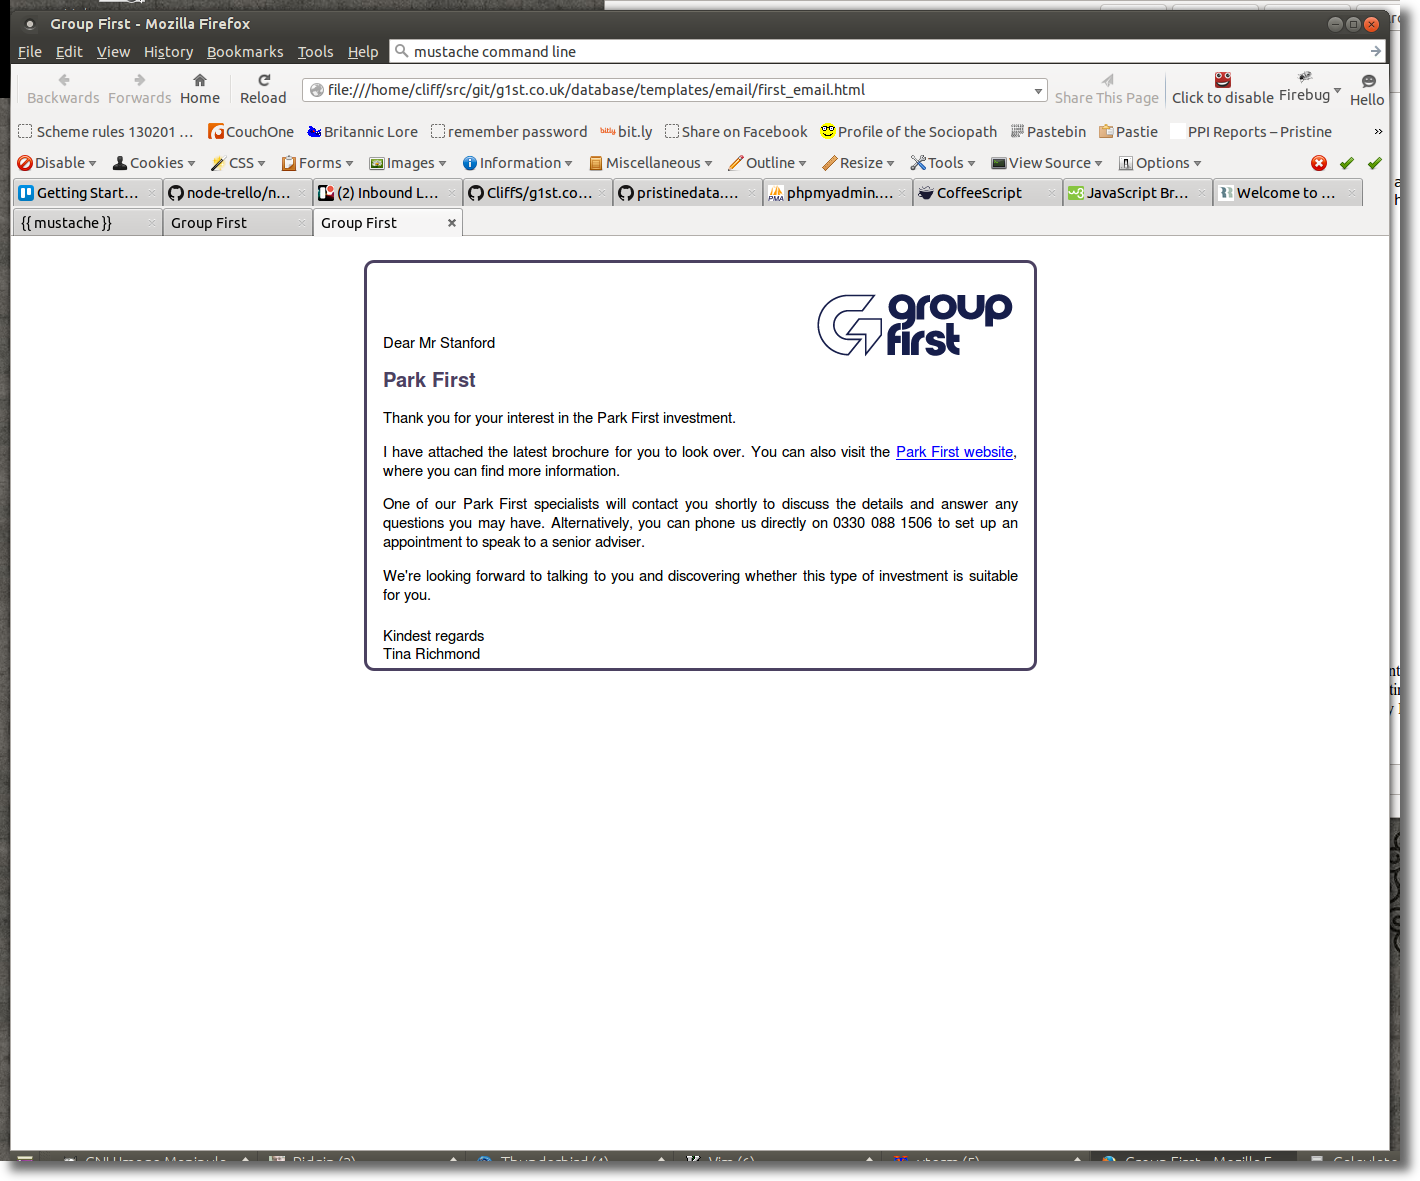 Group First - Mozilla Firefox
File Edit View History Bookmarks Tools Help mustache command line
Backwards Forwards Home Reload file:///home/cliff/src/git/g1st.co.uk/database/templates/email/first_email.html Share This Page Click to disable Firebug Hello
Scheme rules 130201 ... CouchOne Britannic Lore remember password bitly bit.ly Share on Facebook Profile of the Sociopath Pastebin Pastie PPI Reports – Pristine »
Disable Cookies CSS Forms Images Information Miscellaneous Outline Resize Tools View Source Options
Getting Start... node-trello/n... (2) Inbound L... CliffS/g1st.co... pristinedata.... PMA phpmyadmin.... CoffeeScript w3 JavaScript Br... Welcome to ...
{{ mustache }} Group First Group First
group
first
Dear Mr Stanford
Park First
Thank you for your interest in the Park First investment.
I have attached the latest brochure for you to look over. You can also visit the Park First website,
where you can find more information.
One of our Park First specialists will contact you shortly to discuss the details and answer any
questions you may have. Alternatively, you can phone us directly on 0330 088 1506 to set up an
appointment to speak to a senior adviser.
We're looking forward to talking to you and discovering whether this type of investment is suitable
for you.
Kindest regards
Tina Richmond